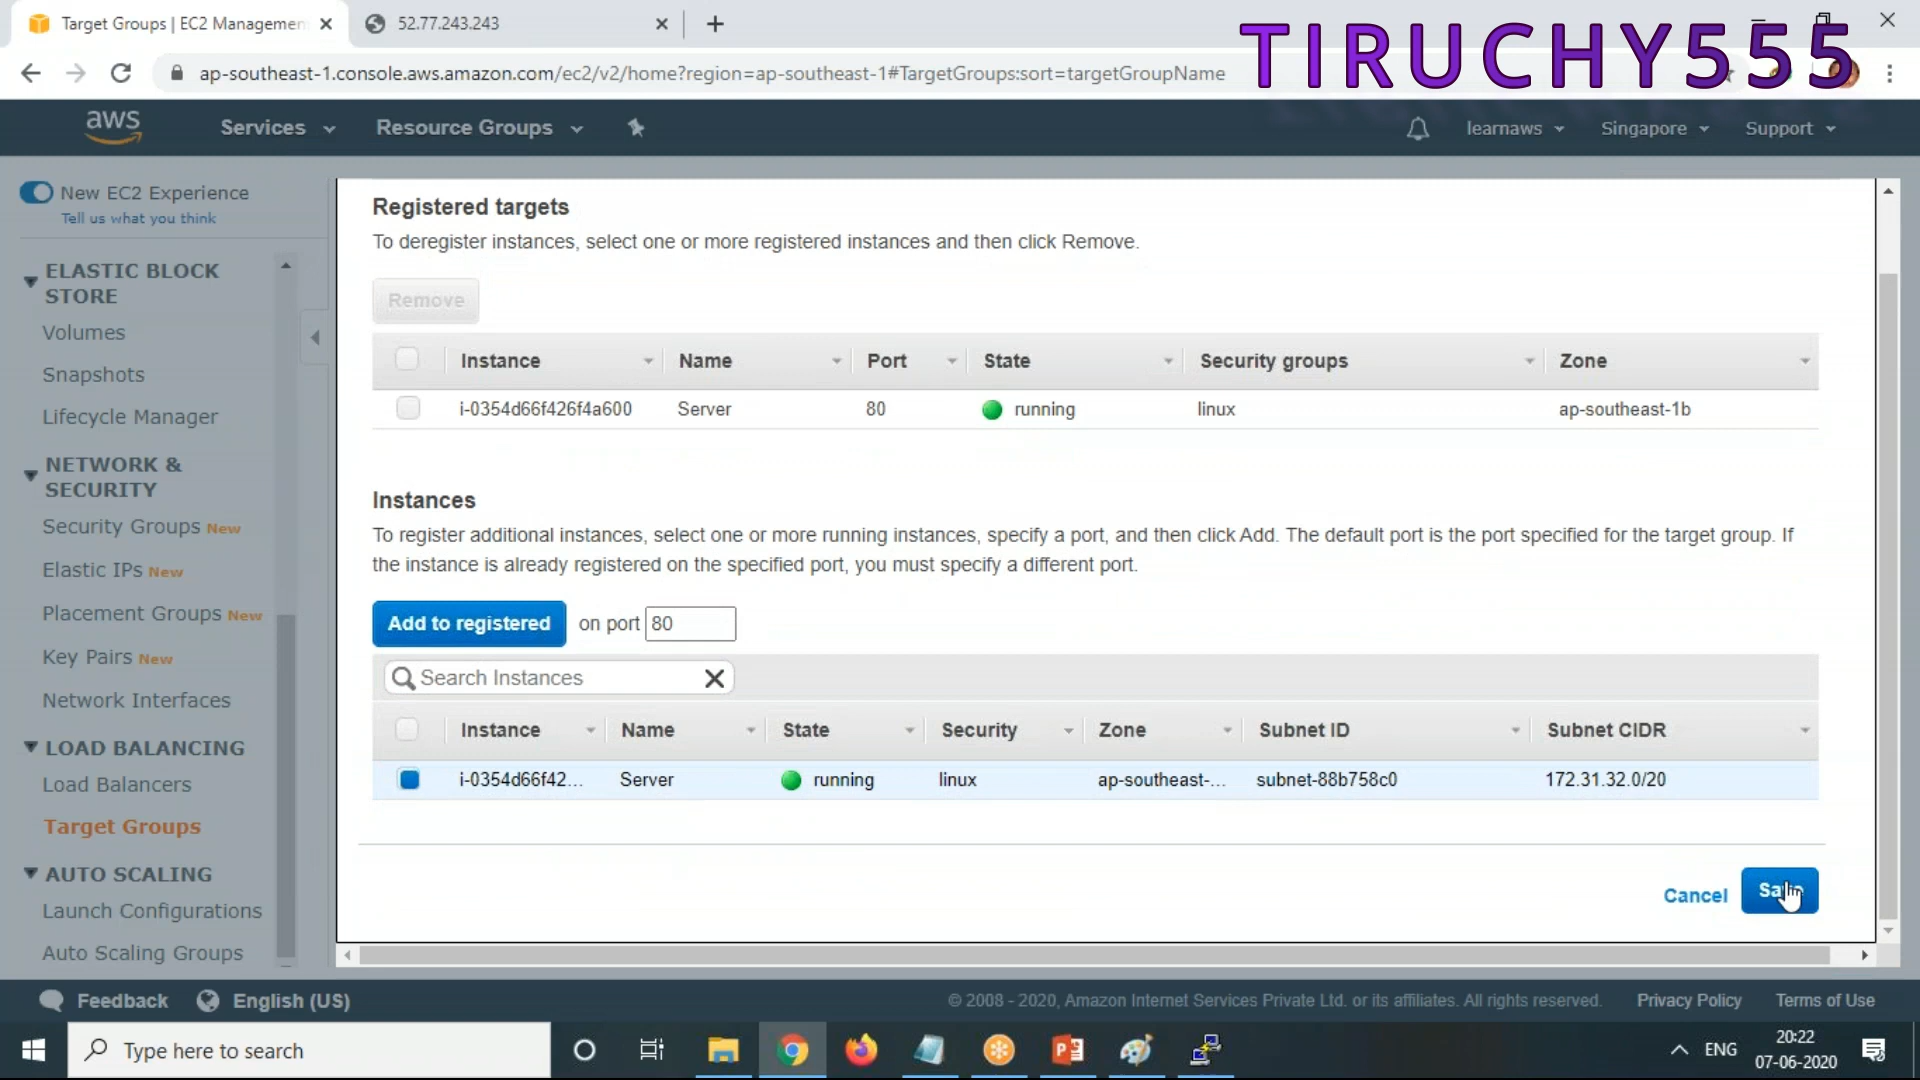 Target Groups | EC2 Managemen
52.77.243.243
TIRUCHY555
ap-southeast-1.console.aws.amazon.com/ec2/v2/home?region=ap-southeast-1#TargetGroups:sort=targetGroupName
aws
Services
Resource Groups
learnaws
Singapore
Support
New EC2 Experience
Tell us what you think
ELASTIC BLOCK
STORE
Volumes
Snapshots
Lifecycle Manager
NETWORK &
SECURITY
Security Groups New
Elastic IPs New
Placement Groups New
Key Pairs New
Network Interfaces
LOAD BALANCING
Load Balancers
Target Groups
AUTO SCALING
Launch Configurations
Auto Scaling Groups
Registered targets
To deregister instances, select one or more registered instances and then click Remove.
Remove
Instance Name Port State Security groups Zone
i-0354d66f426f4a600 Server 80 running linux ap-southeast-1b
Instances
To register additional instances, select one or more running instances, specify a port, and then click Add. The default port is the port specified for the target group. If
the instance is already registered on the specified port, you must specify a different port.
Add to registered on port 80
Search Instances
Instance Name State Security Zone Subnet ID Subnet CIDR
i-0354d66f42... Server running linux ap-southeast-... subnet-88b758c0 172.31.32.0/20
Cancel
Feedback
English (US)
© 2008 - 2020, Amazon Internet Services Private Ltd. or its affiliates. All rights reserved.
Privacy Policy
Terms of Use
Type here to search
ENG
20:22
07-06-2020